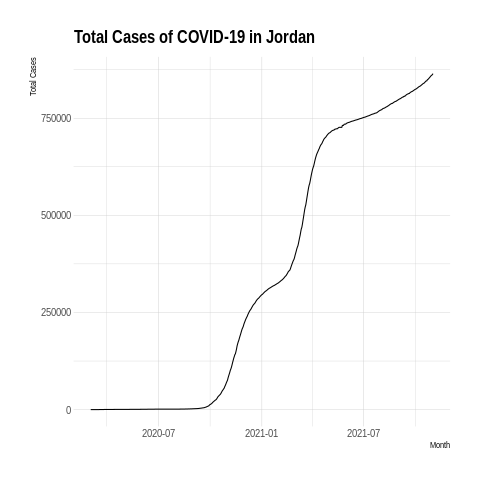 Total Cases of COVID-19 in Jordan
Total Cases
750000
500000
250000
0
2020-07 2021-01 2021-07
Month